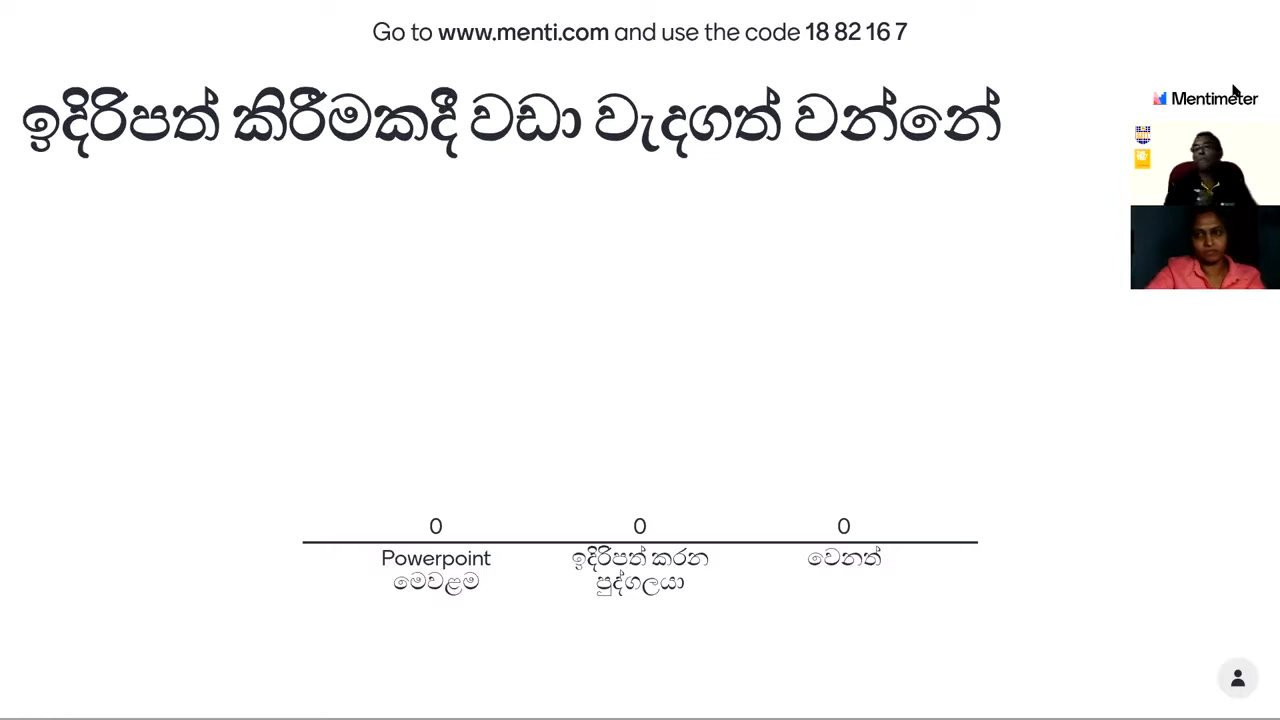 Go to www.menti.com and use the code 18 82 16 7
ඉදිරිපත් කිරීමකදී වඩා වැදගත් වන්නේ
Mentimeter
0 0 0
Powerpoint ඉදිරිපත් කරන වෙනත්
මෙවළම පුද්ගලයා